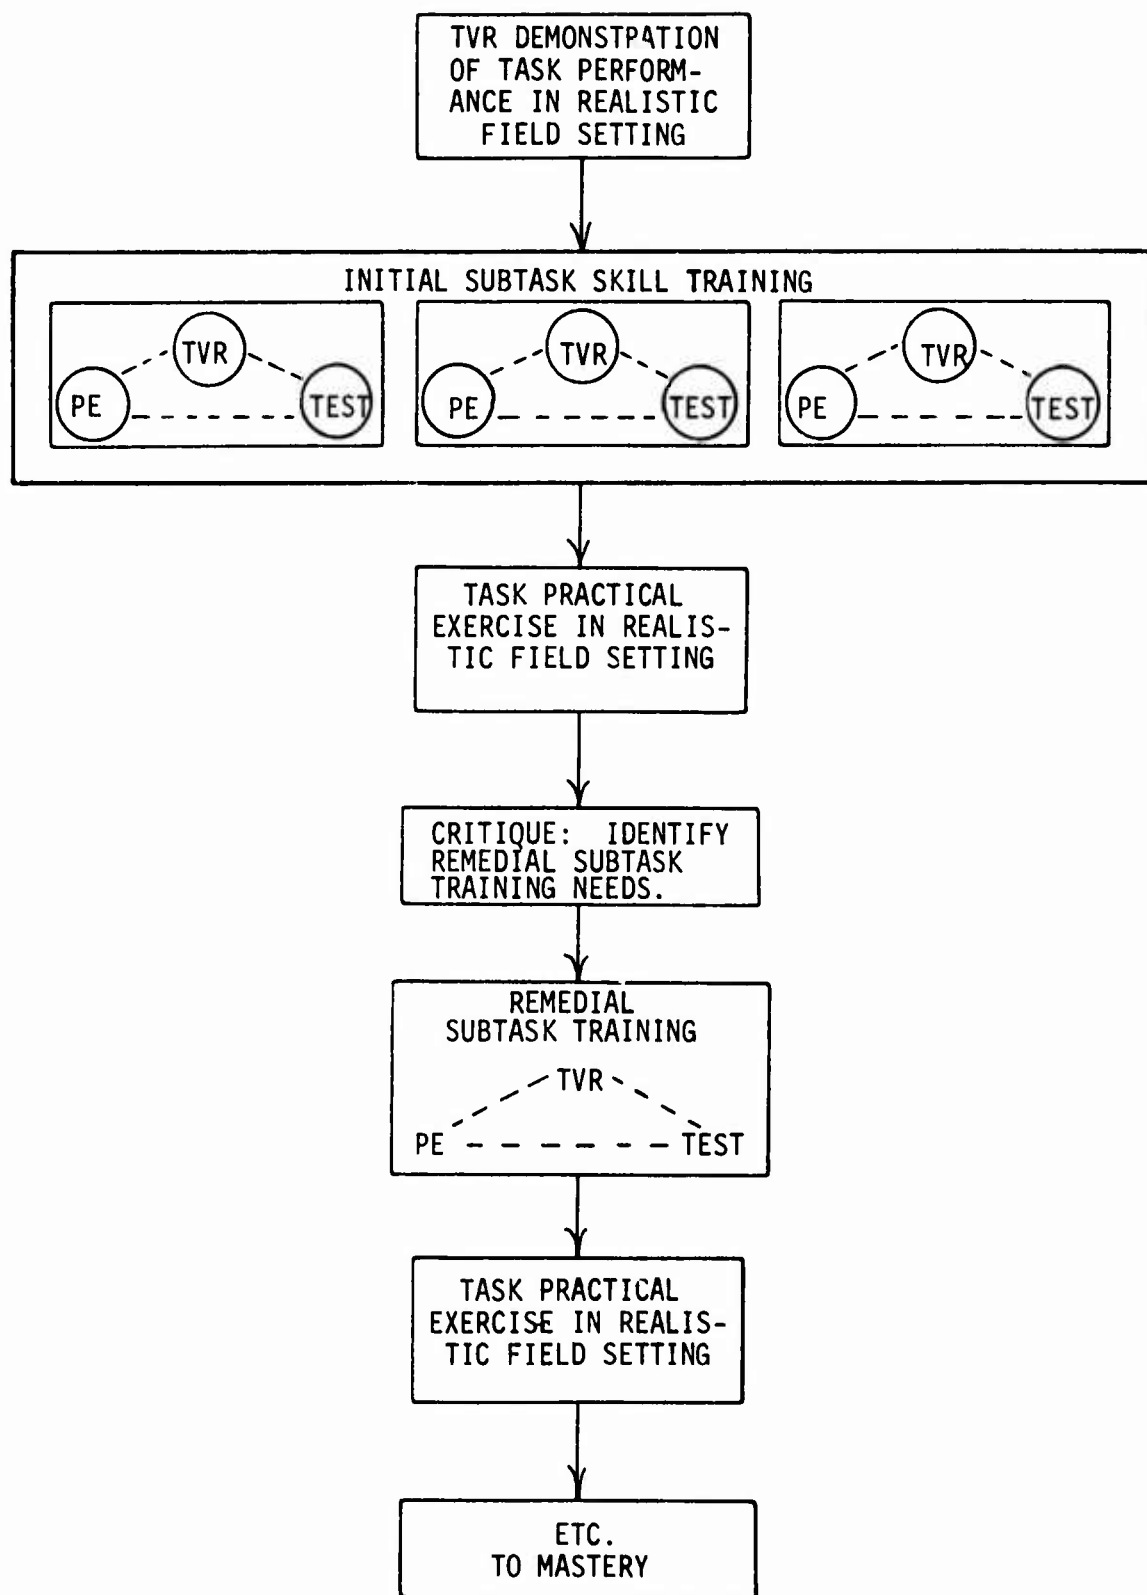 TVR DEMONSTPATION
OF TASK PERFORM-
ANCE IN REALISTIC
FIELD SETTING
INITIAL SUBTASK SKILL TRAINING
TVR
PE
TEST
TVR
PE
TEST
TVR
PE
TEST
TASK PRACTICAL
EXERCISE IN REALIS-
TIC FIELD SETTING
CRITIQUE: IDENTIFY
REMEDIAL SUBTASK
TRAINING NEEDS.
REMEDIAL
SUBTASK TRAINING
TVR
PE
TEST
TASK PRACTICAL
EXERCISE IN REALIS-
TIC FIELD SETTING
ETC.
TO MASTERY